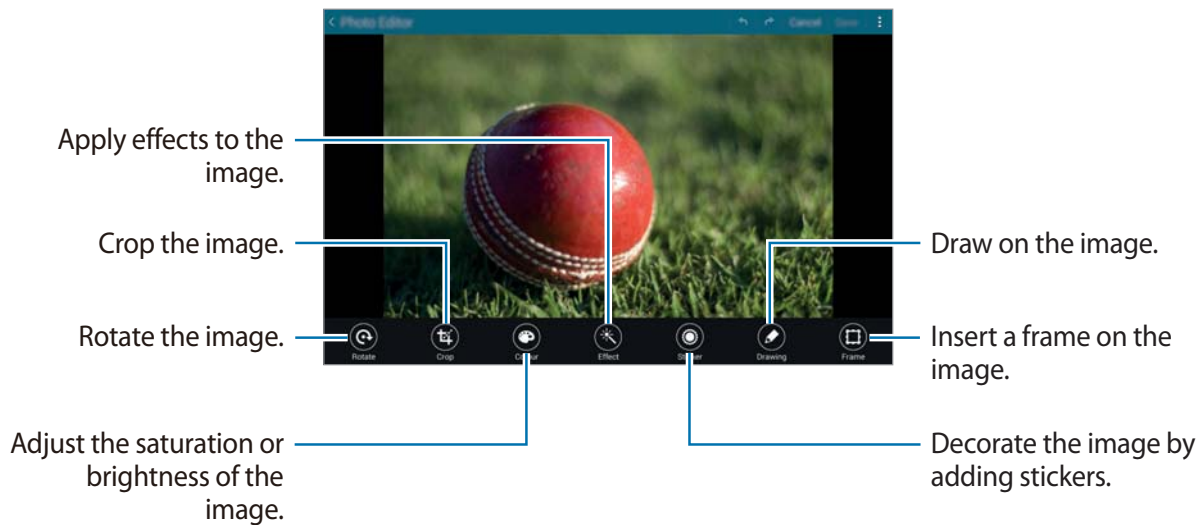 Photo Editor
Cancel
Save
Apply effects to the
image.
Crop the image.
Draw on the image.
Rotate the image.
Insert a frame on the
image.
Rotate
Crop
Colour
Effect
Sticker
Drawing
Frame
Adjust the saturation or
brightness of the
image.
Decorate the image by
adding stickers.